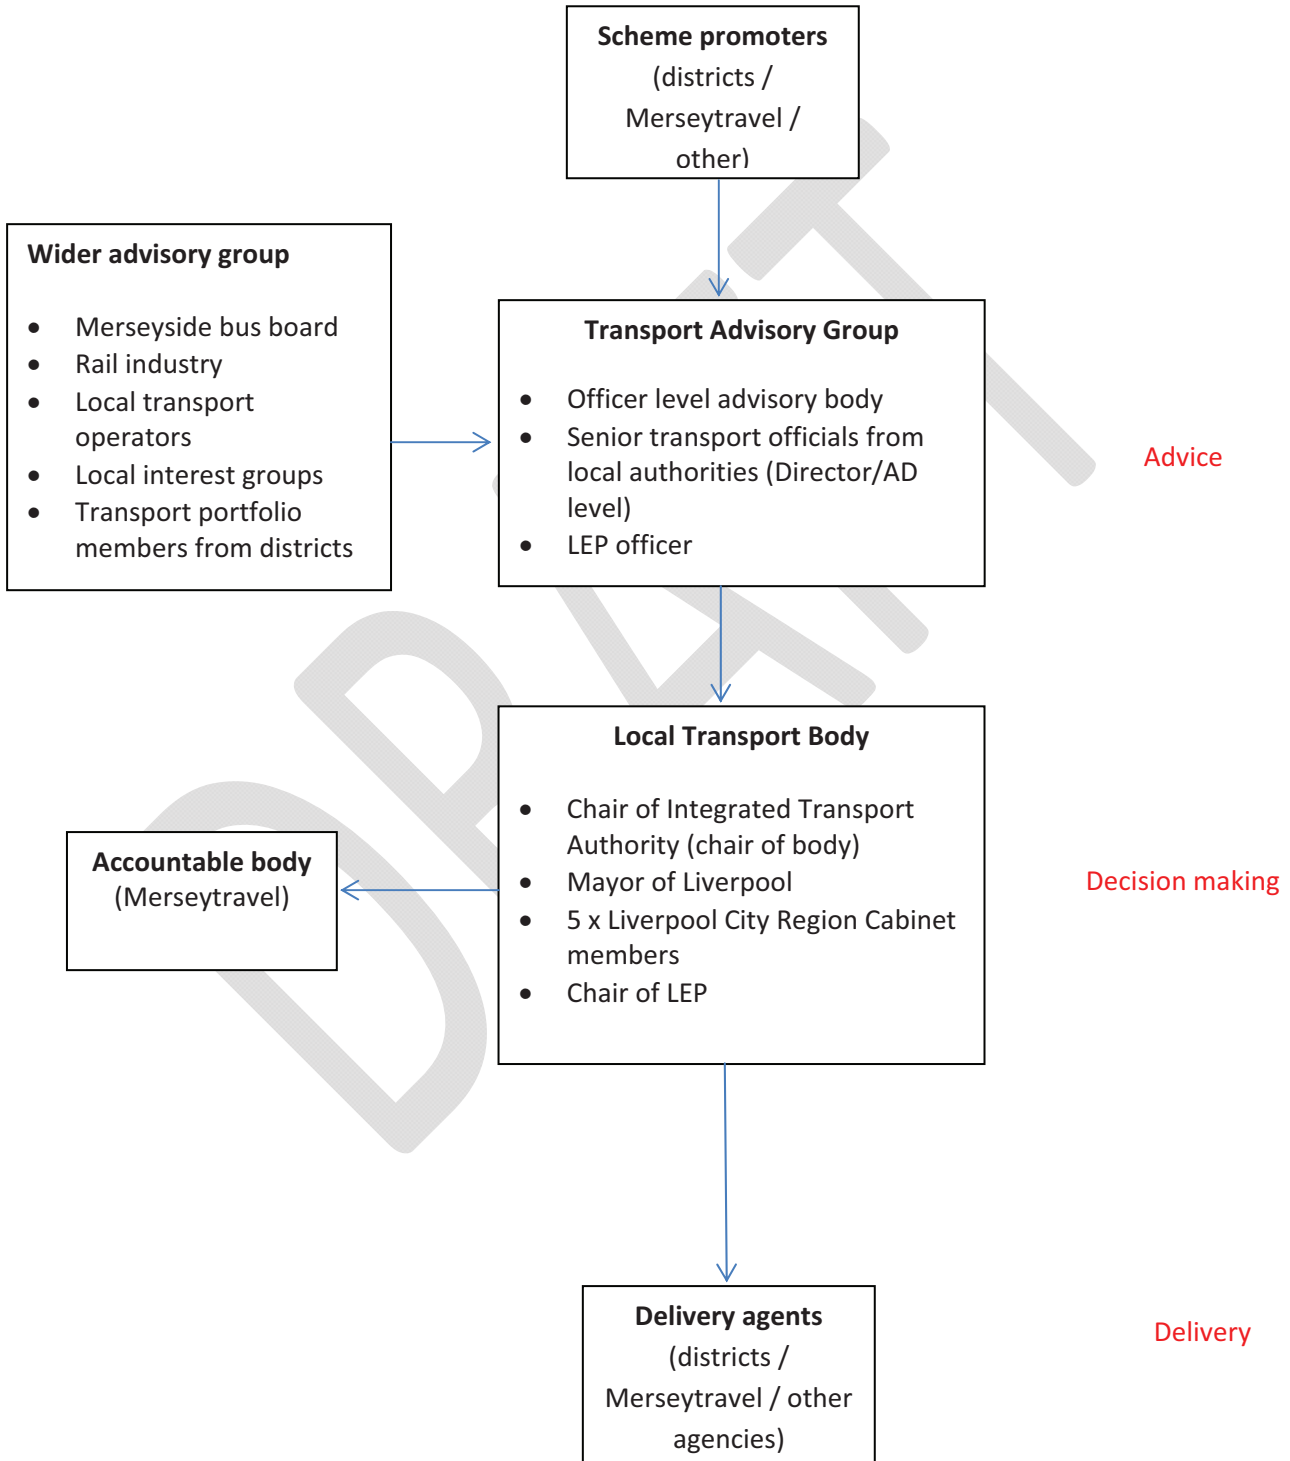 Scheme promoters
(districts /
Merseytravel /
other)
Wider advisory group
• Merseyside bus board
• Rail industry
• Local transport
operators
• Local interest groups
• Transport portfolio
members from districts
Transport Advisory Group
• Officer level advisory body
• Senior transport officials from
local authorities (Director/AD
level)
• LEP officer
Advice
Local Transport Body
• Chair of Integrated Transport
Authority (chair of body)
• Mayor of Liverpool
• 5 x Liverpool City Region Cabinet
members
• Chair of LEP
Accountable body
(Merseytravel)
Decision making
Delivery agents
(districts /
Merseytravel / other
agencies)
Delivery
DRAFT